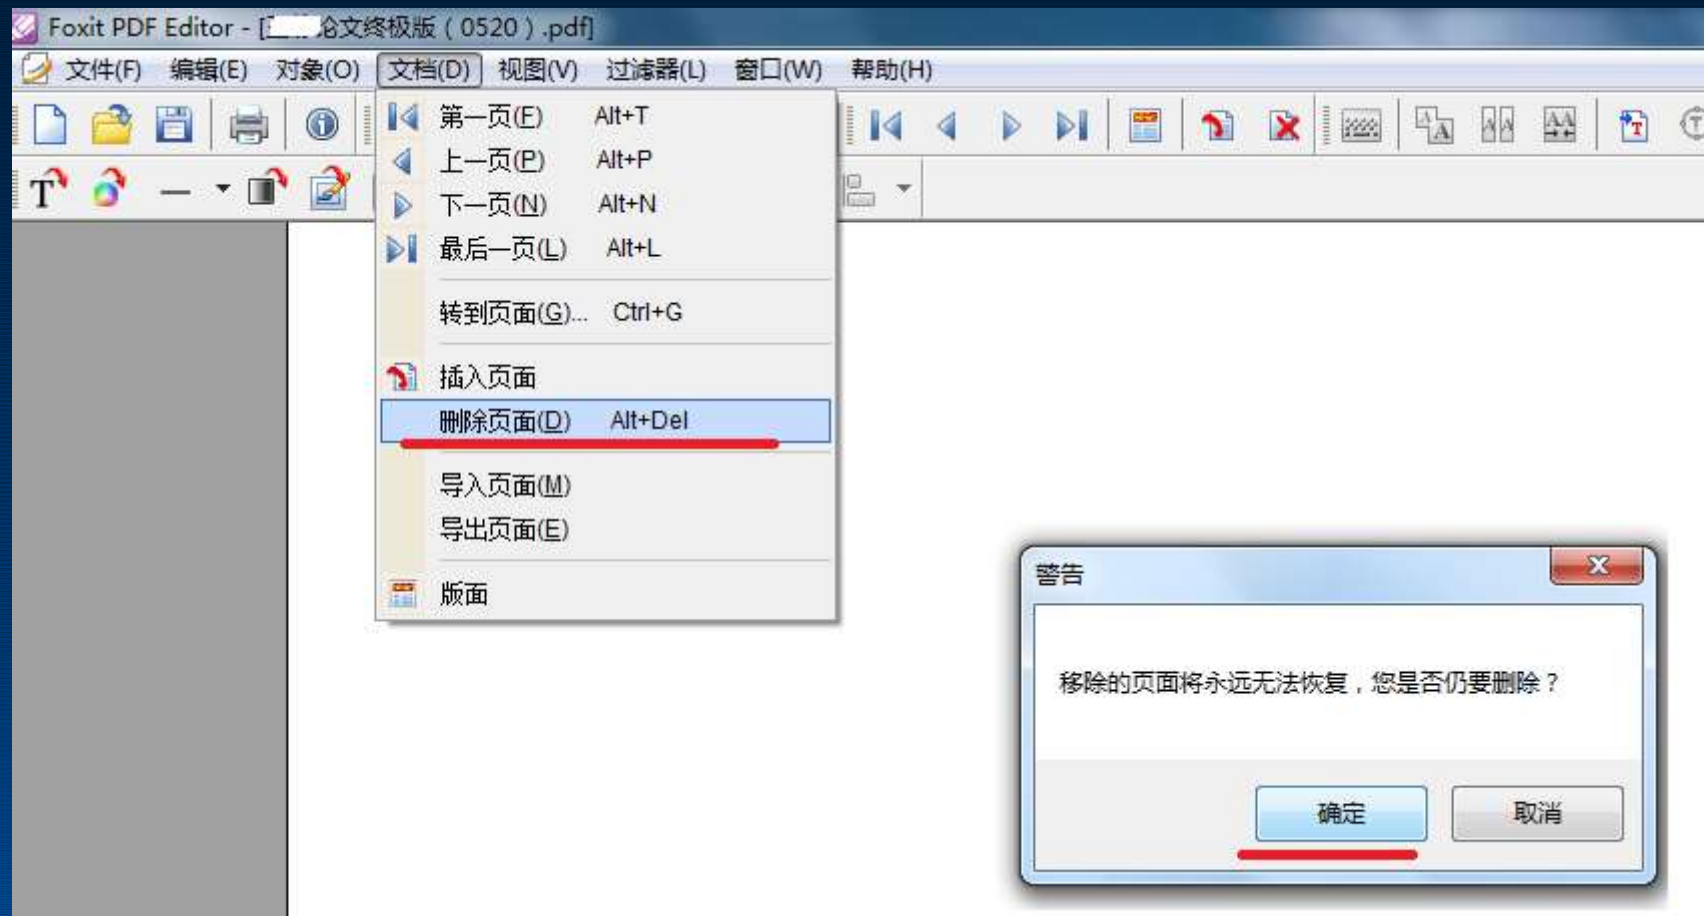 Foxit PDF Editor - [论文终极版（0520）.pdf]
文件(F) 编辑(E) 对象(O) 文档(D) 视图(V) 过滤器(L) 窗口(W) 帮助(H)
第一页(F) Alt+T
上一页(P) Alt+P
下一页(N) Alt+N
最后一页(L) Alt+L
转到页面(G)... Ctrl+G
插入页面
删除页面(D) Alt+Del
导入页面(M)
导出页面(E)
版面
警告
移除的页面将永远无法恢复，您是否仍要删除？
确定 取消